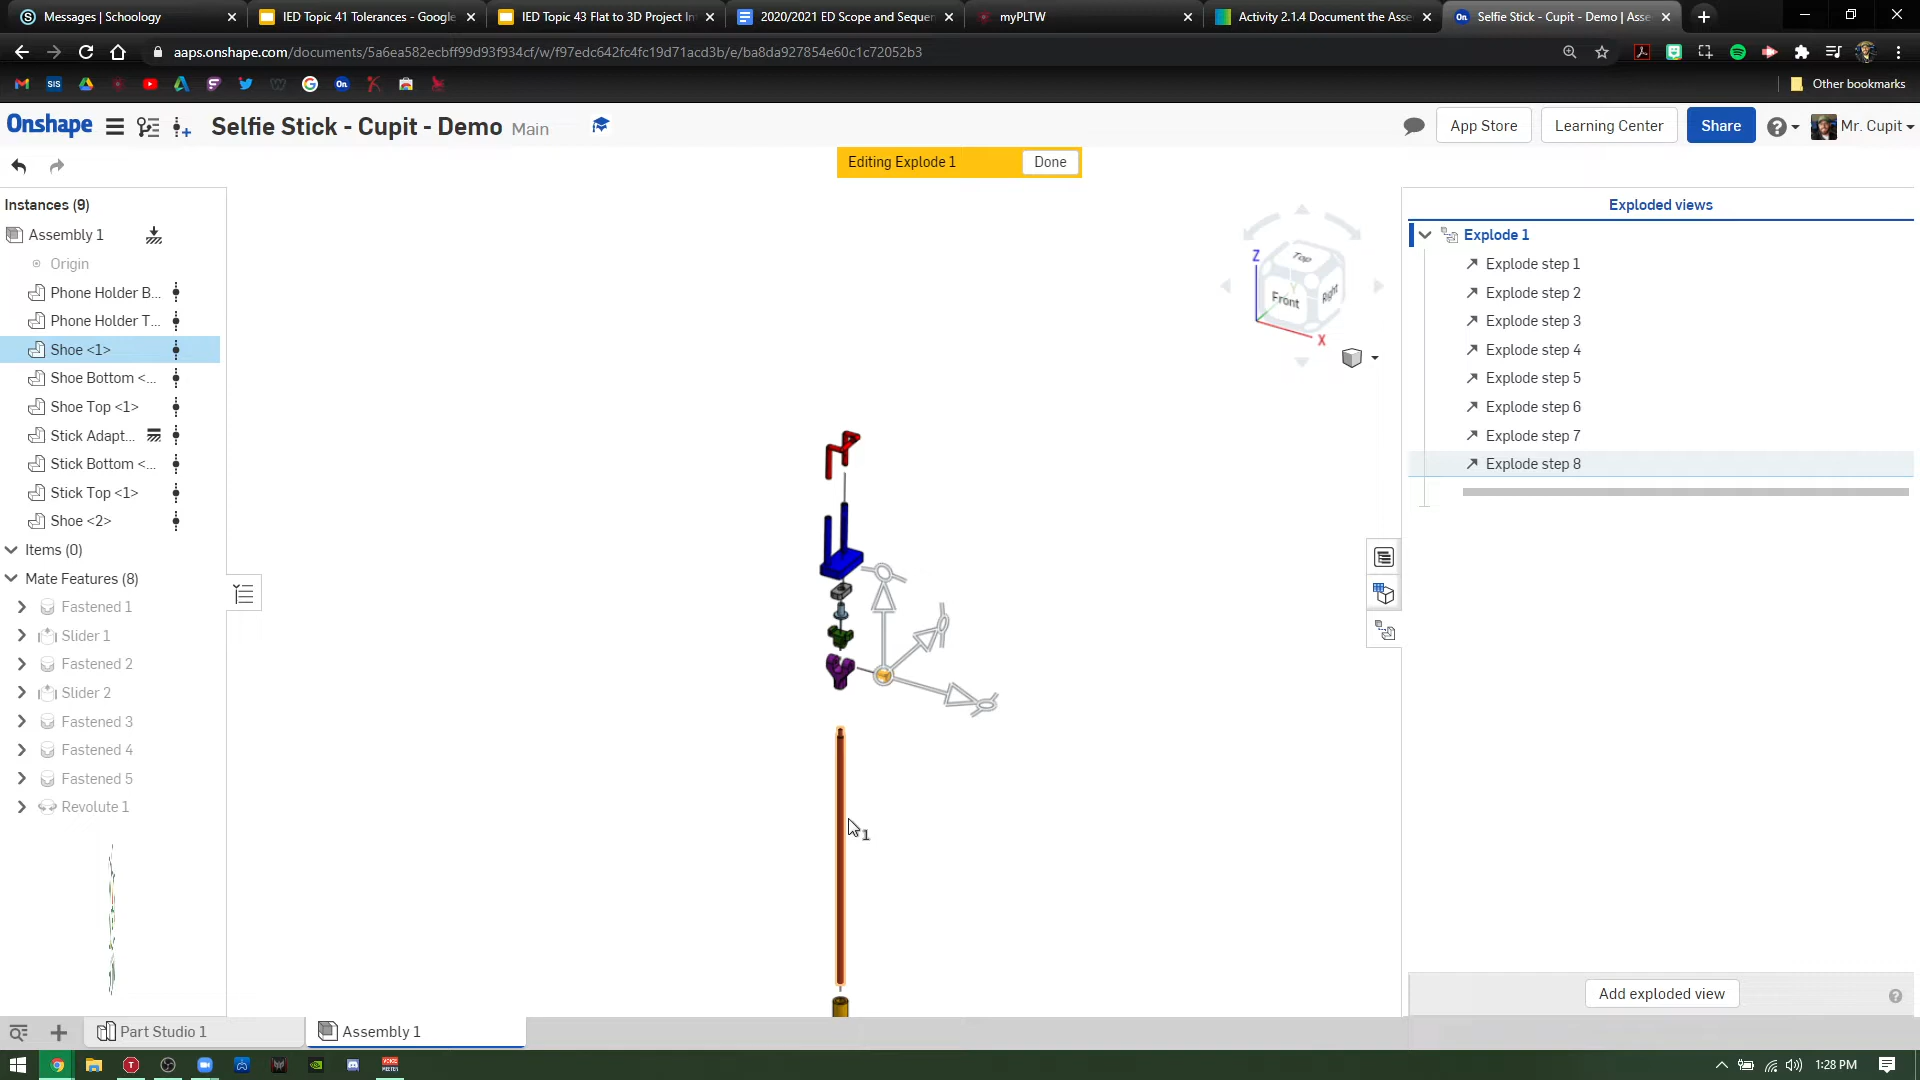 Messages | Schoology
IED Topic 41 Tolerances - Google
IED Topic 43 Flat to 3D Project In
2020/2021 ED Scope and Sequen
myPLTW
Activity 2.1.4 Document the Asse
Selfie Stick - Cupit - Demo | Asse
aaps.onshape.com/documents/5a6ea582ecbff99d93f934cf/w/f97edc642fc4fc19d71acd3b/e/ba8da927854e60c1c72052b3
SIS
On
Other bookmarks
Onshape
Selfie Stick - Cupit - Demo Main
App Store
Learning Center
Share
Mr. Cupit
Editing Explode 1 Done
Instances (9)
Assembly 1
Origin
Phone Holder B...
Phone Holder T...
Shoe <1>
Shoe Bottom <...
Shoe Top <1>
Stick Adapt...
Stick Bottom <...
Stick Top <1>
Shoe <2>
Items (0)
Mate Features (8)
Fastened 1
Slider 1
Fastened 2
Slider 2
Fastened 3
Fastened 4
Fastened 5
Revolute 1
Z
Top
Front
Right
X
1
Exploded views
Explode 1
Explode step 1
Explode step 2
Explode step 3
Explode step 4
Explode step 5
Explode step 6
Explode step 7
Explode step 8
Add exploded view
Part Studio 1
Assembly 1
1:28 PM